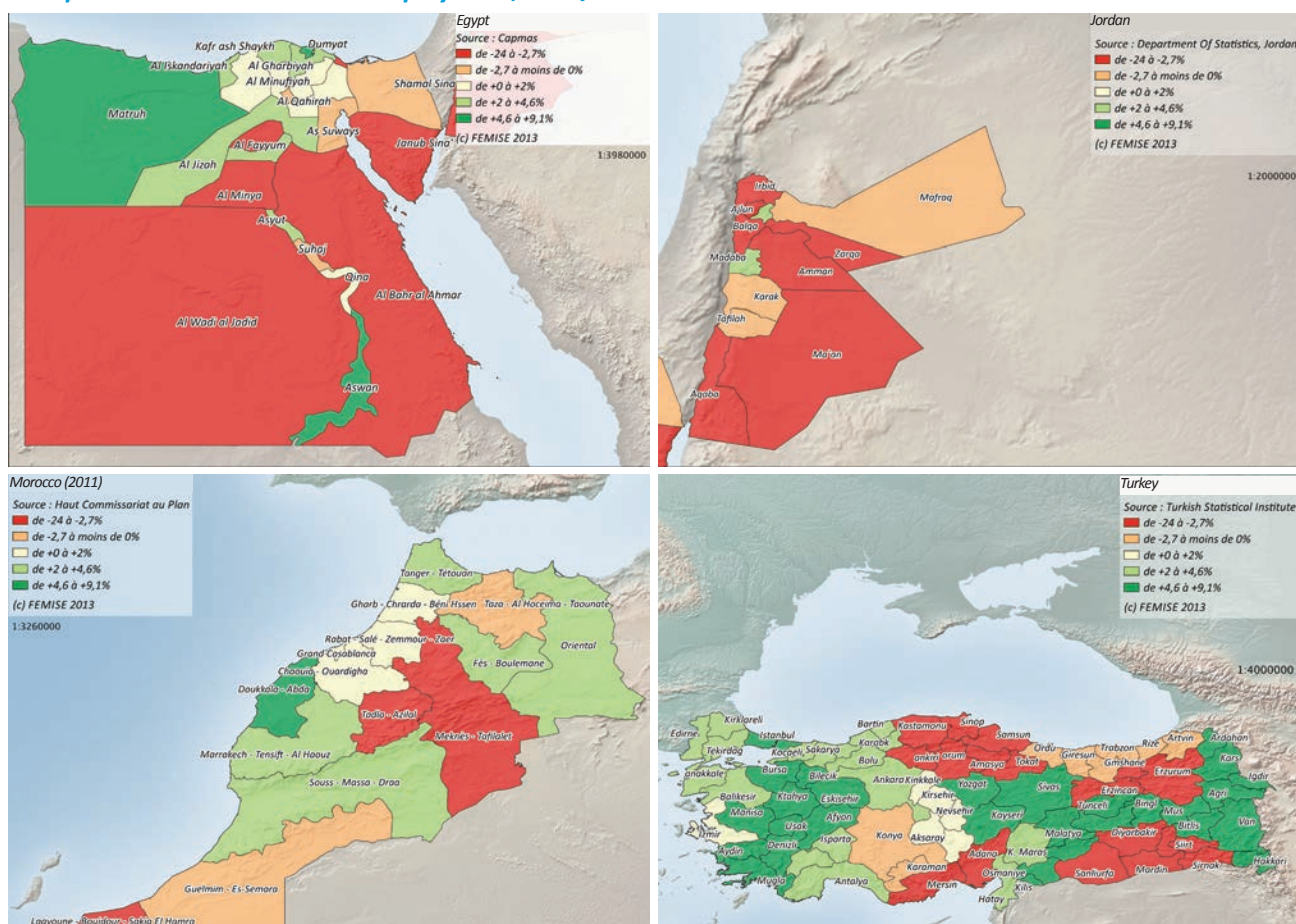 Egypt
Source : Capmas
de -24 à -2,7%
de -2,7 à moins de 0%
de +0 à +2%
de +2 à +4,6%
de +4,6 à +9,1%
(c) FEMISE 2013
1:3980000
Kafr ash Shaykh
Dumyat
Al Iskandariyah
Al Gharbiyah
Al Minufiyah
Shamal Sina
Matruh
Al Qahirah
As Suways
Janub Sina
Al Fayyum
Al Jizah
Al Minya
Asyut
Suhaj
Qina
Al Bahr al Ahmar
Al Wadi al Jadid
Aswan
Jordan
Source : Department Of Statistics, Jordan
de -24 à -2,7%
de -2,7 à moins de 0%
de +0 à +2%
de +2 à +4,6%
de +4,6 à +9,1%
(c) FEMISE 2013
1:2000000
Irbid
Mafraq
Ajlun
Balqa
Zarqa
Madaba
Amman
Karak
Tafilah
Majan
Aqaba
Morocco (2011)
Source : Haut Commissariat au Plan
de -24 à -2,7%
de -2,7 à moins de 0%
de +0 à +2%
de +2 à +4,6%
de +4,6 à +9,1%
(c) FEMISE 2013
1:3260000
Tanger - Tetouan
Gharb - Chrarda - Béni Hssen
Taza - Al Hoceima - Taounate
Rabat - Salé - Zemmour - Zaer
Oriental
Grand Casablanca
Fés - Boulemane
Chaouia - Ouardigha
Doukkala - Abda
Tadla - Azilal
Meknes - Tafilalet
Marrakech - Tensift - Al Haouz
Souss - Massa - Draa
Guelmim - Es-Semara
Laayoune - Boujdour - Sakia El Hamra
Turkey
Source : Turkish Statistical Institute
de -24 à -2,7%
de -2,7 à moins de 0%
de +0 à +2%
de +2 à +4,6%
de +4,6 à +9,1%
(c) FEMISE 2013
1:4000000
Kirklareli
Bartin
Kastamonu
Sinop
Edirne
Istanbul
Samsun
Artvin
Ardahan
Tekirdag
Kocaeli
Sakarya
Karabk
Ordu
Giresun
Trabzon
Rize
Kars
Bolu
ankiri
orum
Amasya
Tokat
Gmshane
anakkale
Bursa
Bileçik
Ankara
Kinkkale
Yozgat
Sivas
Erzurum
Igdir
Balikesir
Ktahya
Eskisehir
Kirsehir
Erzincan
Agri
Manisa
Usak
Afyon
Nevsehir
Kayseri
Tunceli
Bingl
Mus
Van
Izmir
Aksaray
Malatya
Bitlis
Aydin
Denizli
Isparta
Konya
Diyarbakir
Siirt
Adana
K. Maras
Hakkari
Mugla
Antalya
Karaman
Mersin
Osmaniye
Sanliurfa
Mardin
Sirnak
Kilis
Hatay